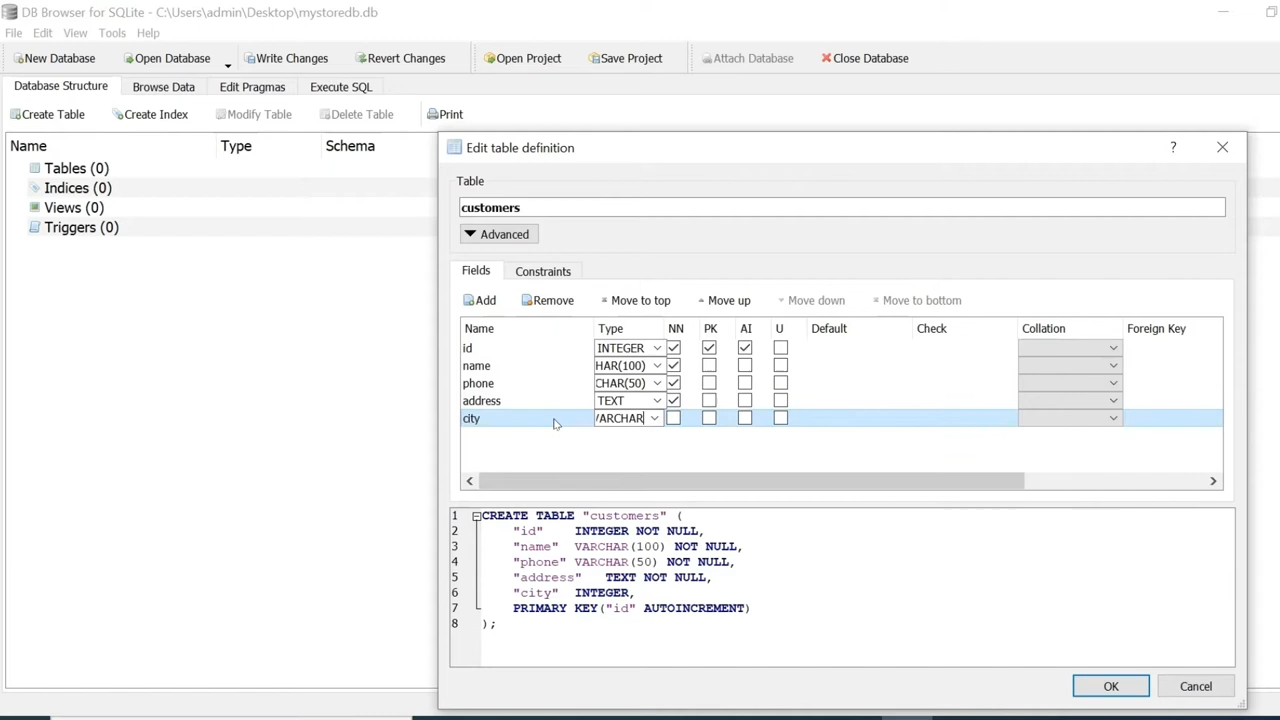 DB Browser for SQLite - C:\Users\admin\Desktop\mystoredb.db
File Edit View Tools Help
New Database Open Database Write Changes Revert Changes Open Project Save Project Attach Database Close Database
Database Structure Browse Data Edit Pragmas Execute SQL
Create Table Create Index Modify Table Delete Table Print
Name Type Schema
Tables (0)
Indices (0)
Views (0)
Triggers (0)
Edit table definition ?
Table
customers
Advanced
Fields Constraints
Add Remove Move to top Move up Move down Move to bottom
Name Type NN PK AI U Default Check Collation Foreign Key
id INTEGER
name HAR(100)
phone CHAR(50)
address TEXT
city VARCHAR
1 CREATE TABLE "customers" (
2 "id" INTEGER NOT NULL,
3 "name" VARCHAR(100) NOT NULL,
4 "phone" VARCHAR(50) NOT NULL,
5 "address" TEXT NOT NULL,
6 "city" INTEGER,
7 PRIMARY KEY("id" AUTOINCREMENT)
8 );
OK Cancel